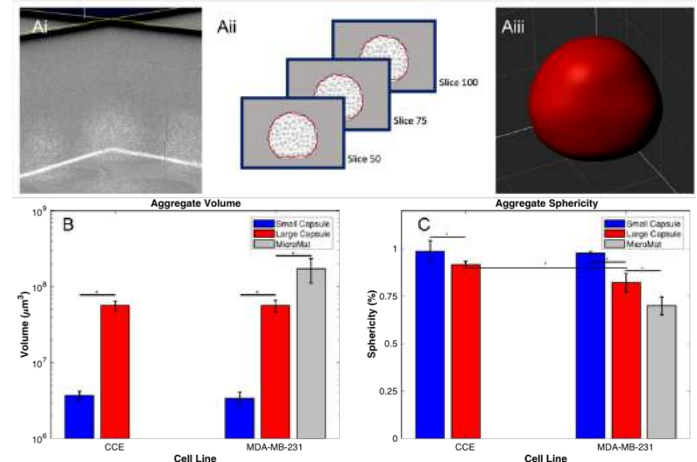 Ai
Aii
Aiii
Slice 100
Slice 75
Slice 50
Aggregate Volume
B
Small Capsule
Large Capsule
MicroMat
10⁹
10⁸
10⁷
10⁶
Volume (μm³)
CCE
MDA-MB-231
Cell Line
Aggregate Sphericity
C
Small Capsule
Large Capsule
MicroMat
1
0.75
0.5
0.25
0
Sphericity (%)
CCE
MDA-MB-231
Cell Line